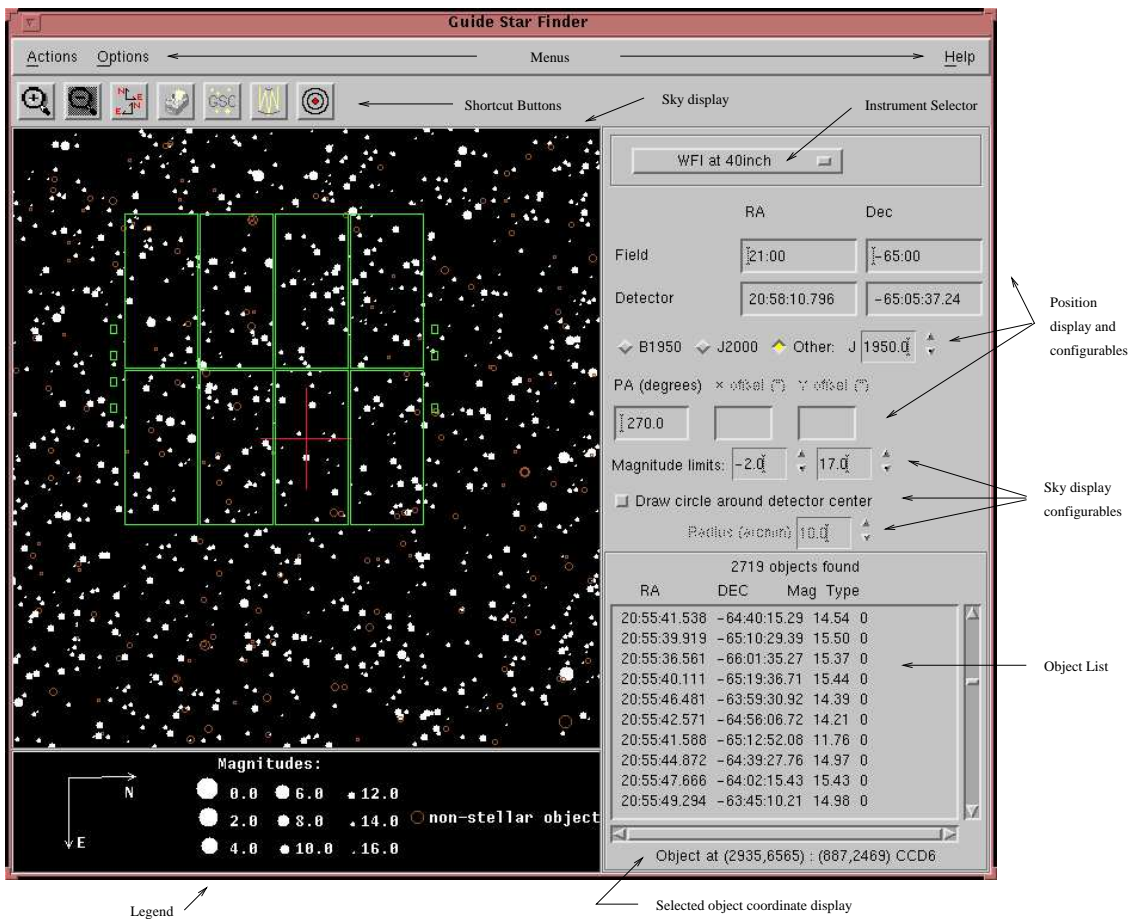 Guide Star Finder
Actions Options Menus Help
N E E N GSC Shortcut Buttons Sky display Instrument Selector
WFI at 40inch
RA Dec
Field 21:00 -65:00
Detector 20:58:10.796 -65:05:37.24
Position
display and
configurables
B1950 J2000 Other: J 1950.0
PA (degrees) X offset (") Y offset (")
270.0
Magnitude limits: -2.0 17.0
Draw circle around detector center
Sky display
configurables
Radius (arcmin) 10.0
2719 objects found
RA DEC Mag Type
20:55:41.538 -64:40:15.29 14.54 0
20:55:39.919 -65:10:29.39 15.50 0
20:55:36.561 -66:01:35.27 15.37 0
20:55:40.111 -65:19:36.71 15.44 0
20:55:46.481 -63:59:30.92 14.39 0
20:55:42.571 -64:56:06.72 14.21 0
20:55:41.588 -65:12:52.08 11.76 0
20:55:44.872 -64:39:27.76 14.97 0
20:55:47.666 -64:02:15.43 15.43 0
20:55:49.294 -63:45:10.21 14.98 0
Object List
Object at (2935,6565) : (887,2469) CCD6
Magnitudes:
N
E
0.0 6.0 12.0
2.0 8.0 14.0 non-stellar object
4.0 10.0 16.0
Legend
Selected object coordinate display